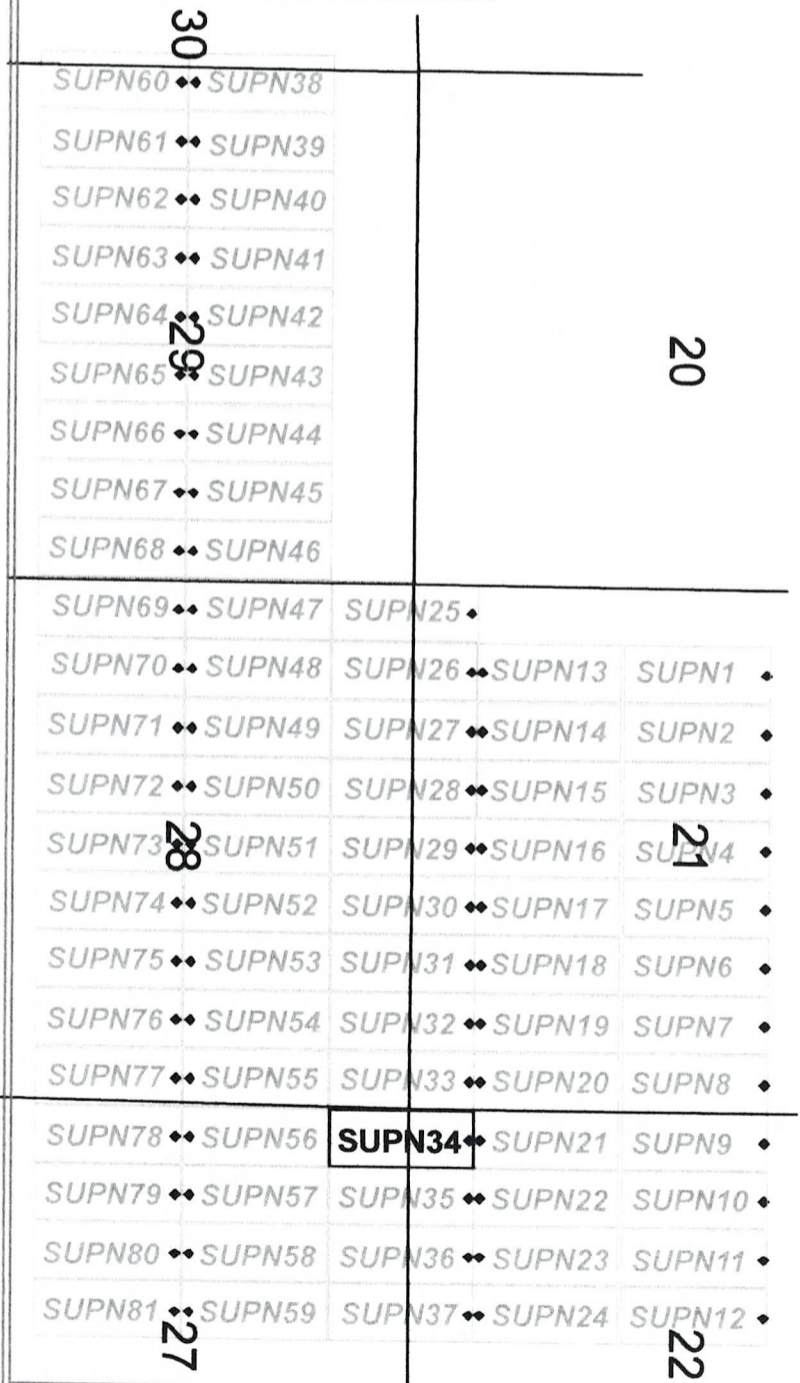 30
SUPN60 SUPN38
SUPN61 SUPN39
SUPN62 SUPN40
SUPN63 SUPN41
SUPN64 SUPN42
29
20
SUPN65 SUPN43
SUPN66 SUPN44
SUPN67 SUPN45
SUPN68 SUPN46
SUPN69 SUPN47 SUPN25
SUPN70 SUPN48 SUPN26 SUPN13 SUPN1
SUPN71 SUPN49 SUPN27 SUPN14 SUPN2
SUPN72 SUPN50 SUPN28 SUPN15 SUPN3
SUPN73 SUPN51 SUPN29 SUPN16 SUPN4
28
21
SUPN74 SUPN52 SUPN30 SUPN17 SUPN5
SUPN75 SUPN53 SUPN31 SUPN18 SUPN6
SUPN76 SUPN54 SUPN32 SUPN19 SUPN7
SUPN77 SUPN55 SUPN33 SUPN20 SUPN8
SUPN78 SUPN56 SUPN34 SUPN21 SUPN9
SUPN79 SUPN57 SUPN35 SUPN22 SUPN10
SUPN80 SUPN58 SUPN36 SUPN23 SUPN11
SUPN81 SUPN59 SUPN37 SUPN24 SUPN12
27
22